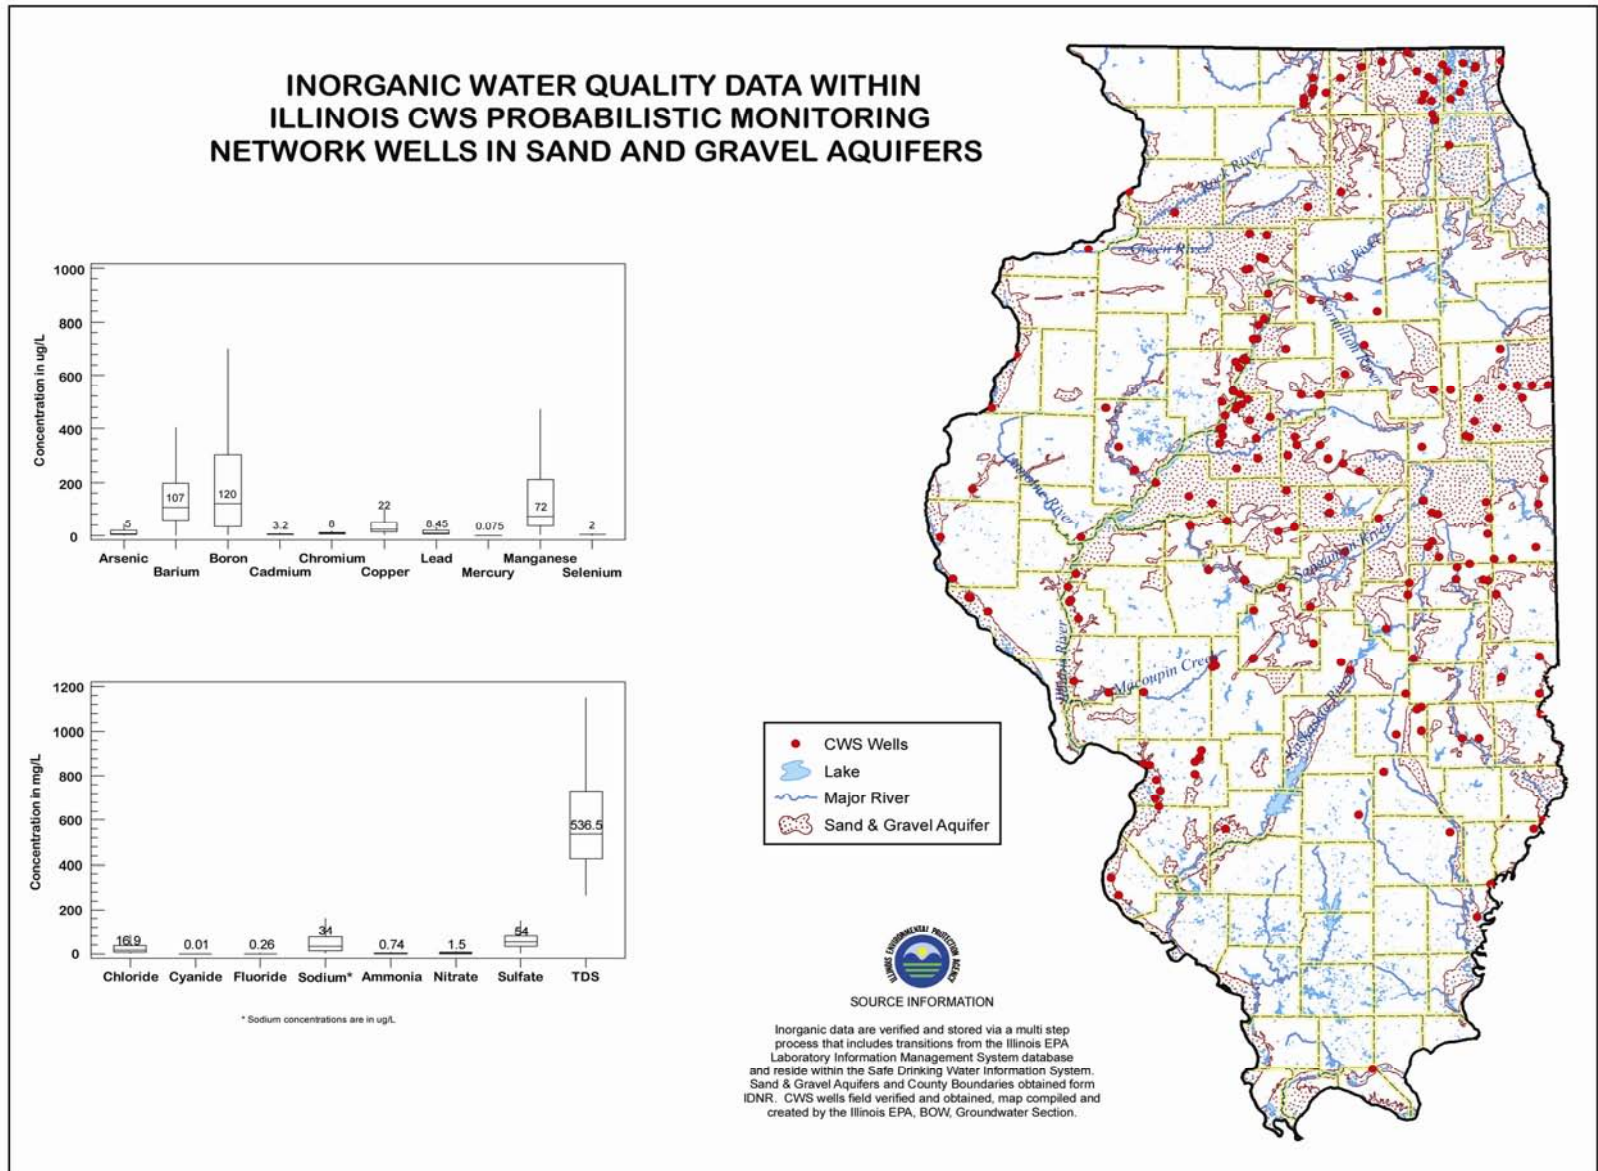 INORGANIC WATER QUALITY DATA WITHIN
ILLINOIS CWS PROBABILISTIC MONITORING
NETWORK WELLS IN SAND AND GRAVEL AQUIFERS
Concentration in ug/L
1000
800
600
400
200
0
5
107
120
3.2
22
0.075
72
2
Arsenic
Barium
Boron
Cadmium
Chromium
Copper
Lead
Mercury
Manganese
Selenium
Concentration in mg/L
1200
1000
800
600
400
200
0
16.9
0.01
0.26
34
0.74
1.5
54
536.5
Chloride
Cyanide
Fluoride
Sodium*
Ammonia
Nitrate
Sulfate
TDS
* Sodium concentrations are in ug/L
Rock River
Green River
Fox River
Vermilion River
Lamoine River
Sangamon River
Illinois River
Macoupin Creek
Kaskaskia River
CWS Wells
Lake
Major River
Sand & Gravel Aquifer
ILLINOIS ENVIRONMENTAL PROTECTION AGENCY
SOURCE INFORMATION
Inorganic data are verified and stored via a multi step
process that includes transitions from the Illinois EPA
Laboratory Information Management System database
and reside within the Safe Drinking Water Information System.
Sand & Gravel Aquifers and County Boundaries obtained form
IDNR. CWS wells field verified and obtained, map compiled and
created by the Illinois EPA, BOW, Groundwater Section.